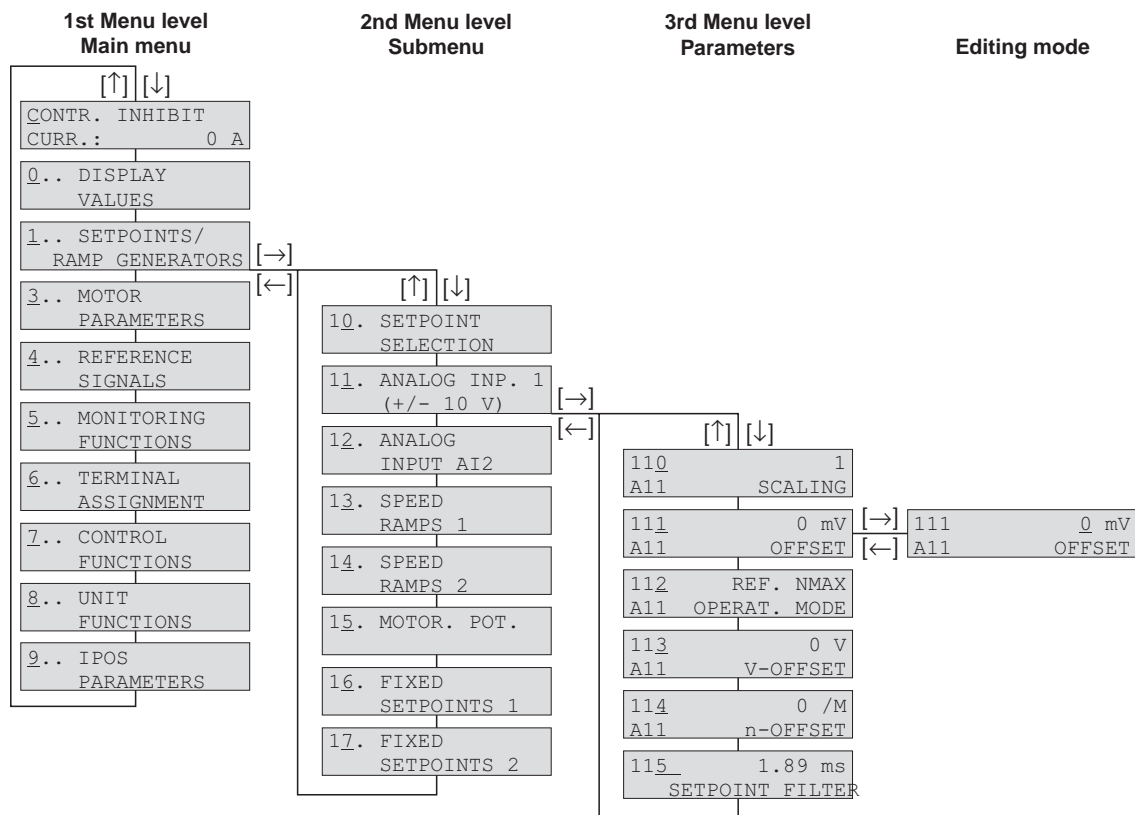 1st Menu level
Main menu
2nd Menu level
Submenu
3rd Menu level
Parameters
Editing mode
[↑] [↓]
CONTR. INHIBIT
CURR.: 0 A
0.. DISPLAY
VALUES
1.. SETPOINTS/
RAMP GENERATORS
[→]
[←]
3.. MOTOR
PARAMETERS
4.. REFERENCE
SIGNALS
5.. MONITORING
FUNCTIONS
6.. TERMINAL
ASSIGNMENT
7.. CONTROL
FUNCTIONS
8.. UNIT
FUNCTIONS
9.. IPOS
PARAMETERS
[↑] [↓]
10. SETPOINT
SELECTION
11. ANALOG INP. 1
(+/- 10 V)
[→]
[←]
12. ANALOG
INPUT AI2
13. SPEED
RAMPS 1
14. SPEED
RAMPS 2
15. MOTOR. POT.
16. FIXED
SETPOINTS 1
17. FIXED
SETPOINTS 2
[↑] [↓]
110 1
A11 SCALING
111 0 mV
A11 OFFSET
[→]
[←]
112 REF. NMAX
A11 OPERAT. MODE
113 0 V
A11 V-OFFSET
114 0 /M
A11 n-OFFSET
115 1.89 ms
SETPOINT FILTER
111 0 mV
A11 OFFSET